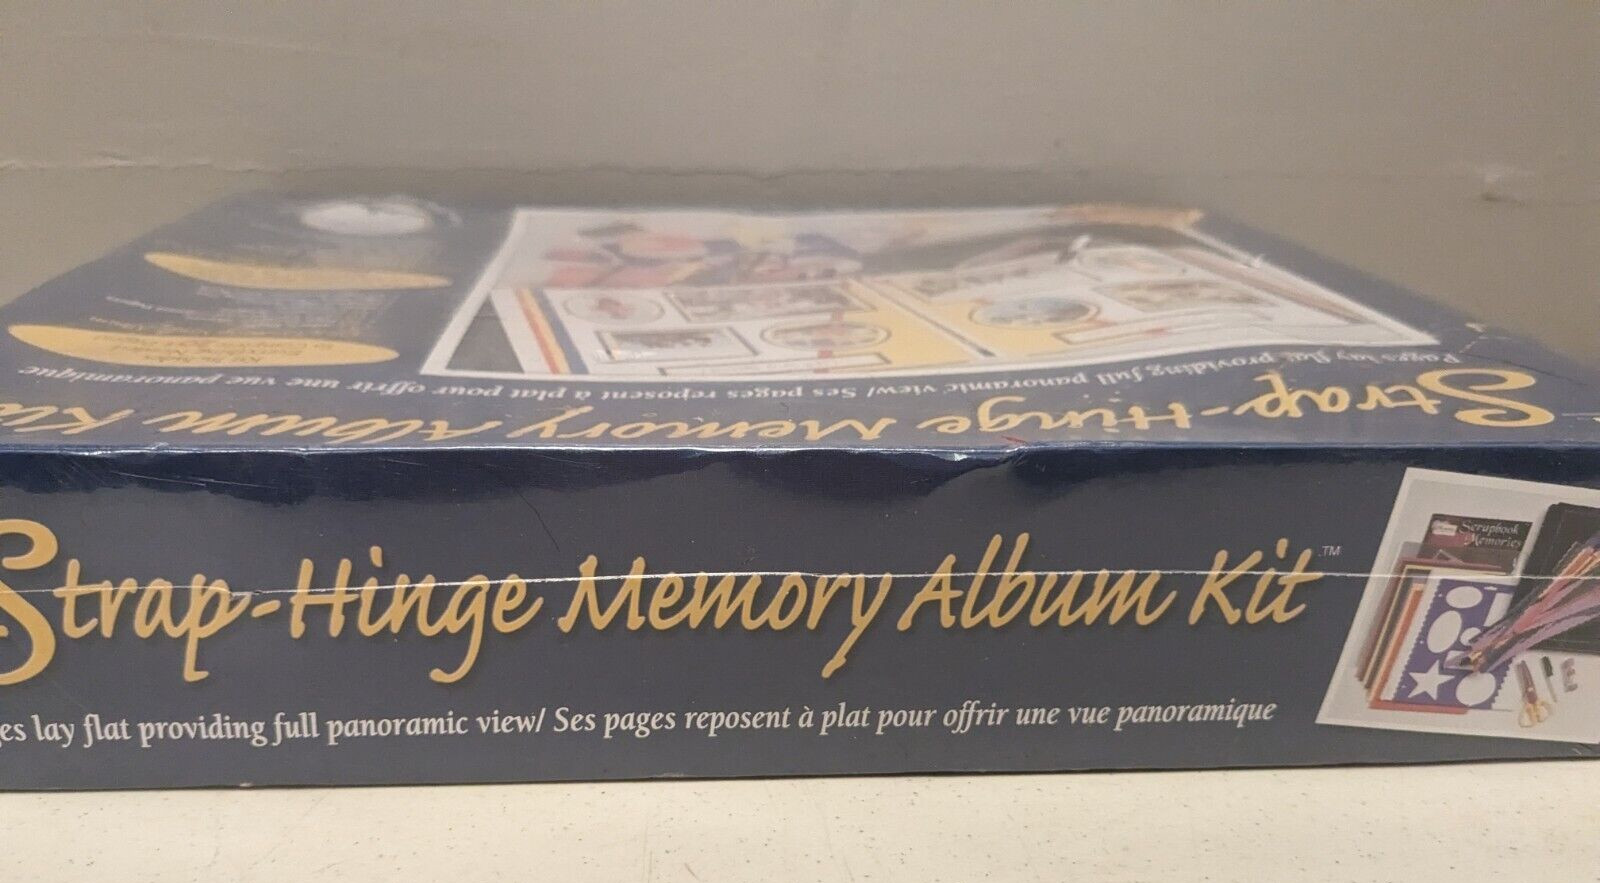 Pages lay flat providing full panoramic view/ Ses pages reposent à plat pour offrir une vue panoramique
Strap-Hinge Memory Album Kit
Strap-Hinge Memory Album Kit™
lay flat providing full panoramic view/ Ses pages reposent à plat pour offrir une vue panoramique
Scrapbook
Memories